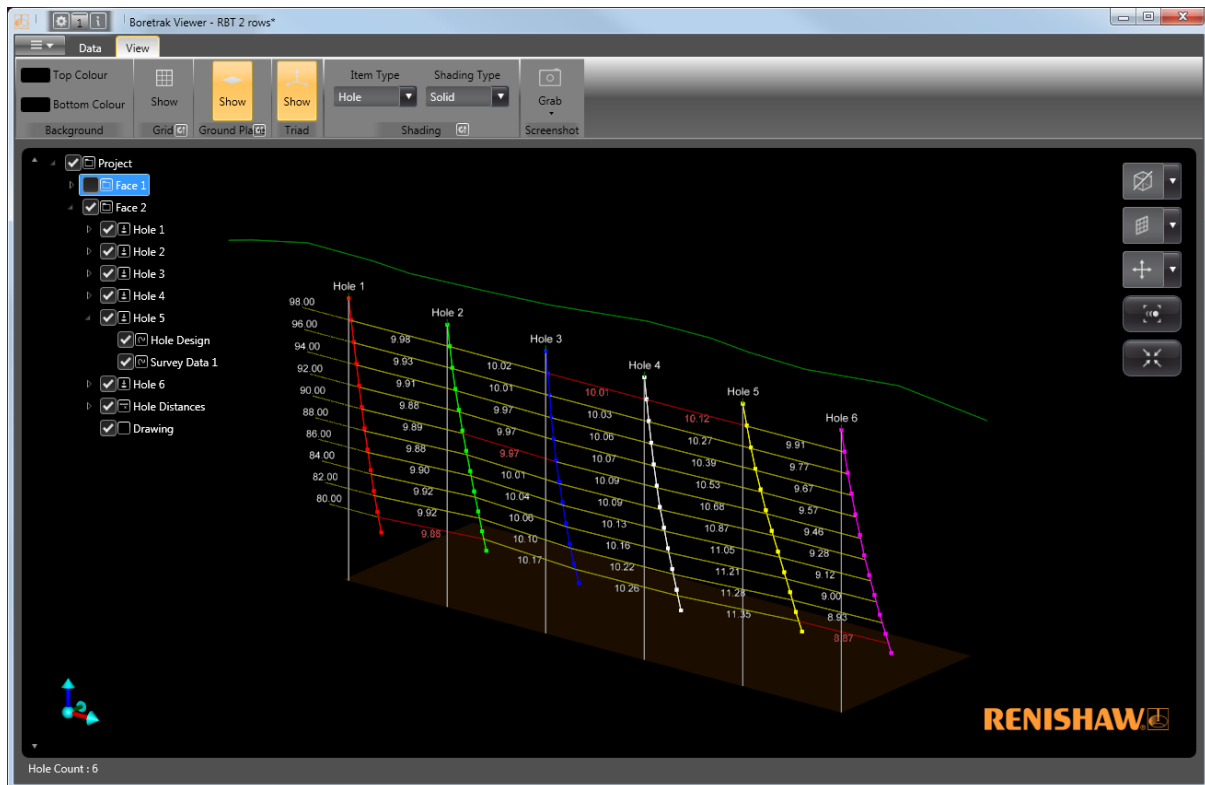 1 i Boretrak Viewer - RBT 2 rows*
Data View
Top Colour
Bottom Colour
Background
Show
Grid
Show
Ground Pla
Show
Triad
Item Type Shading Type
Hole Solid
Shading
Grab
Screenshot
Project
Face 1
Face 2
Hole 1
Hole 2
Hole 3
Hole 4
Hole 5
Hole Design
Survey Data 1
Hole 6
Hole Distances
Drawing
Hole 1
Hole 2
Hole 3
Hole 4
Hole 5
Hole 6
98.00
96.00
94.00
92.00
90.00
88.00
86.00
84.00
82.00
80.00
9.98
9.93
9.91
9.88
9.89
9.88
9.90
9.92
9.92
9.88
10.02
10.01
9.97
9.97
9.97
10.01
10.04
10.06
10.10
10.17
10.01
10.03
10.06
10.07
10.09
10.09
10.13
10.16
10.22
10.26
10.12
10.27
10.39
10.53
10.68
10.87
11.05
11.21
11.28
11.35
9.91
9.77
9.67
9.57
9.46
9.28
9.12
9.00
8.93
8.87
RENISHAW
Hole Count : 6